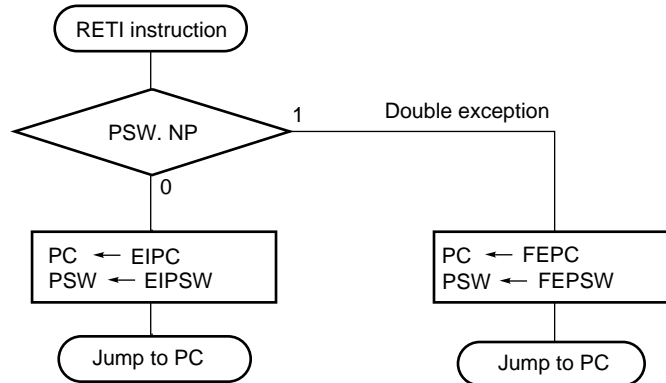 RETI instruction
PSW. NP
1
Double exception
0
PC ← EIPC
PSW ← EIPSW
PC ← FEPC
PSW ← FEPSW
Jump to PC
Jump to PC